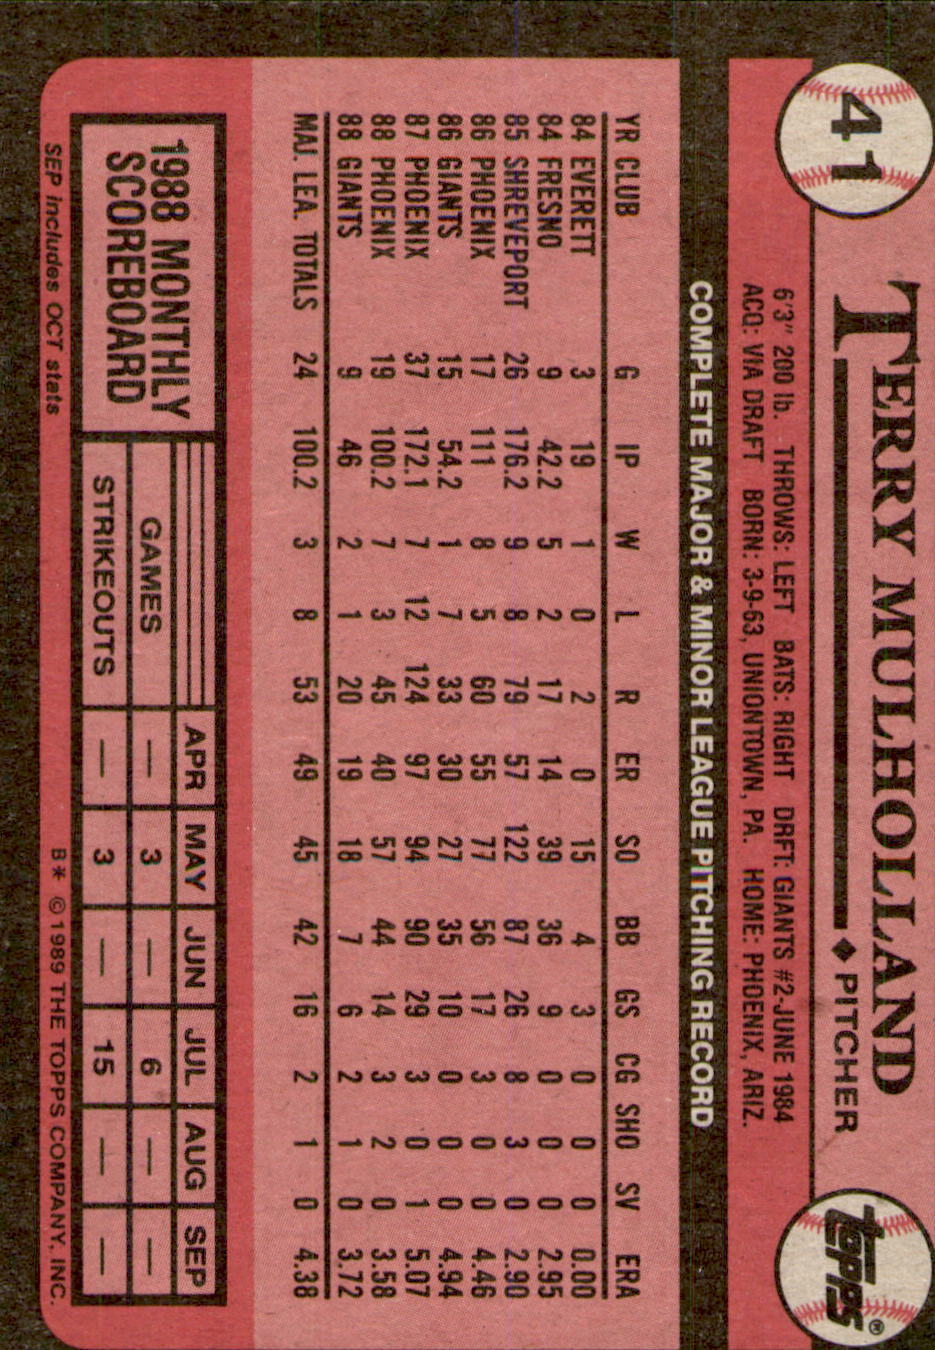 41
TERRY MULHOLLAND
◆ PITCHER
TOPPS®
6'3" 200 lb. THROWS: LEFT BATS: RIGHT DRFT: GIANTS #2-JUNE 1984
ACQ: VIA DRAFT BORN: 3-9-63, UNIONTOWN, PA. HOME: PHOENIX, ARIZ.
COMPLETE MAJOR & MINOR LEAGUE PITCHING RECORD
YR CLUB G IP W L R ER SO BB GS CG SHO SV ERA
84 EVERETT 3 19 1 0 2 0 15 4 3 0 0 0 0.00
84 FRESNO 9 42.2 5 2 17 14 39 36 9 0 0 0 2.95
85 SHREVEPORT 26 176.2 9 8 79 57 122 87 26 8 3 0 2.90
86 PHOENIX 17 111 8 5 60 55 77 56 17 3 0 0 4.46
86 GIANTS 15 54.2 1 7 33 30 27 35 10 0 0 0 4.94
87 PHOENIX 37 172.1 7 12 124 97 94 90 29 3 0 1 5.07
88 PHOENIX 19 100.2 7 3 45 40 57 44 14 3 2 0 3.58
88 GIANTS 9 46 2 1 20 19 18 7 6 2 1 0 3.72
MAJ. LEA. TOTALS 24 100.2 3 8 53 49 45 42 16 2 1 0 4.38
1988 MONTHLY
SCOREBOARD
APR MAY JUN JUL AUG SEP
GAMES — 3 — 6 — —
STRIKEOUTS — 3 — 15 — —
SEP includes OCT stats
B* © 1989 THE TOPPS COMPANY, INC.